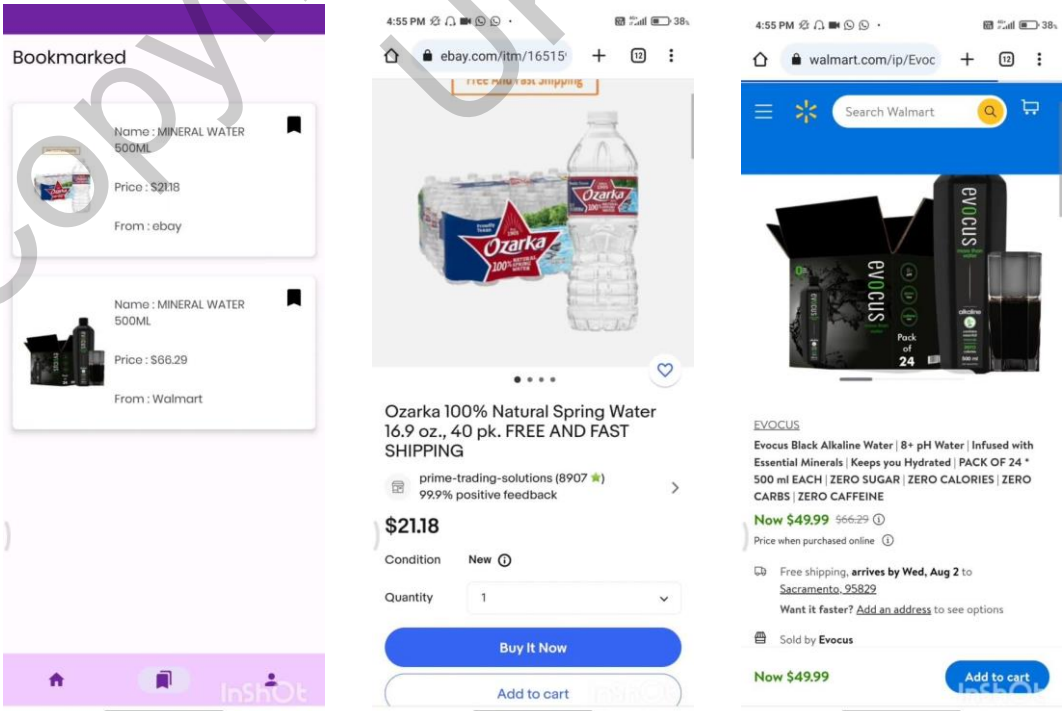 Bookmarked
Name : MINERAL WATER
500ML
Price : $21.18
From : ebay
Name : MINERAL WATER
500ML
Price : $66.29
From : Walmart
InShOt
4:55 PM
38%
ebay.com/itm/16515
12
Free And Fast Shipping
Ozarka
100% NATURAL
SPRING
WATER
Ozarka
Ozarka 100% Natural Spring Water
16.9 oz., 40 pk. FREE AND FAST
SHIPPING
prime-trading-solutions (8907)
99.9% positive feedback
$21.18
Condition New
Quantity 1
Buy It Now
Add to cart
InShOt
4:55 PM
38%
walmart.com/ip/Evoc
12
Search Walmart
evocus
evocus
alkaline
500 ml
Pack
of
24
EVOCUS
Evocus Black Alkaline Water | 8+ pH Water | Infused with
Essential Minerals | Keeps you Hydrated | PACK OF 24 *
500 ml EACH | ZERO SUGAR | ZERO CALORIES | ZERO
CARBS | ZERO CAFFEINE
Now $49.99 $66.29
Price when purchased online
Free shipping, arrives by Wed, Aug 2 to
Sacramento, 95829
Want it faster? Add an address to see options
Sold by Evocus
Now $49.99
Add to cart
InShOt